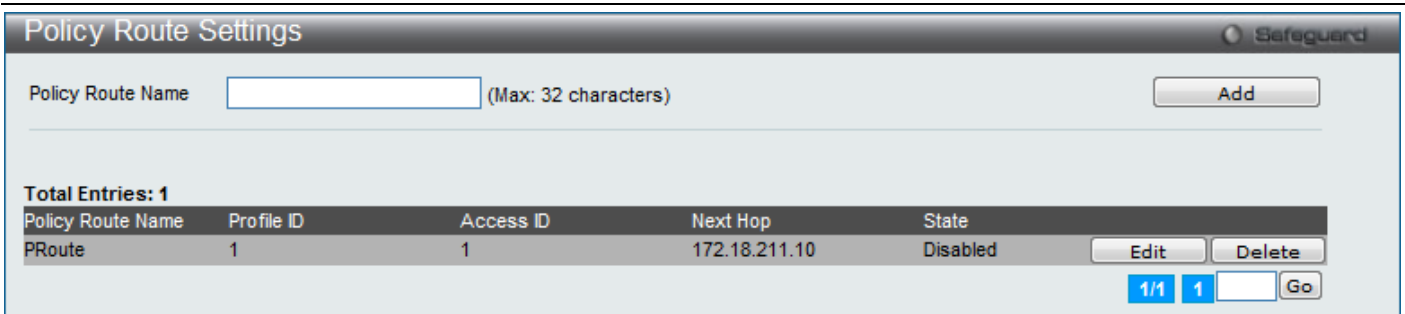 Policy Route Settings
Safeguard
Policy Route Name (Max: 32 characters) Add
Total Entries: 1
Policy Route Name Profile ID Access ID Next Hop State
PRoute 1 1 172.18.211.10 Disabled Edit Delete
1/1 1 Go